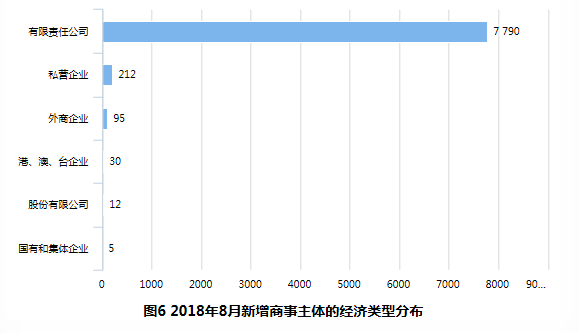 有限责任公司 7 790
私营企业 212
外商企业 95
港、澳、台企业 30
股份有限公司 12
国有和集体企业 5
0 1000 2000 3000 4000 5000 6000 7000 8000 90...
图6 2018年8月新增商事主体的经济类型分布